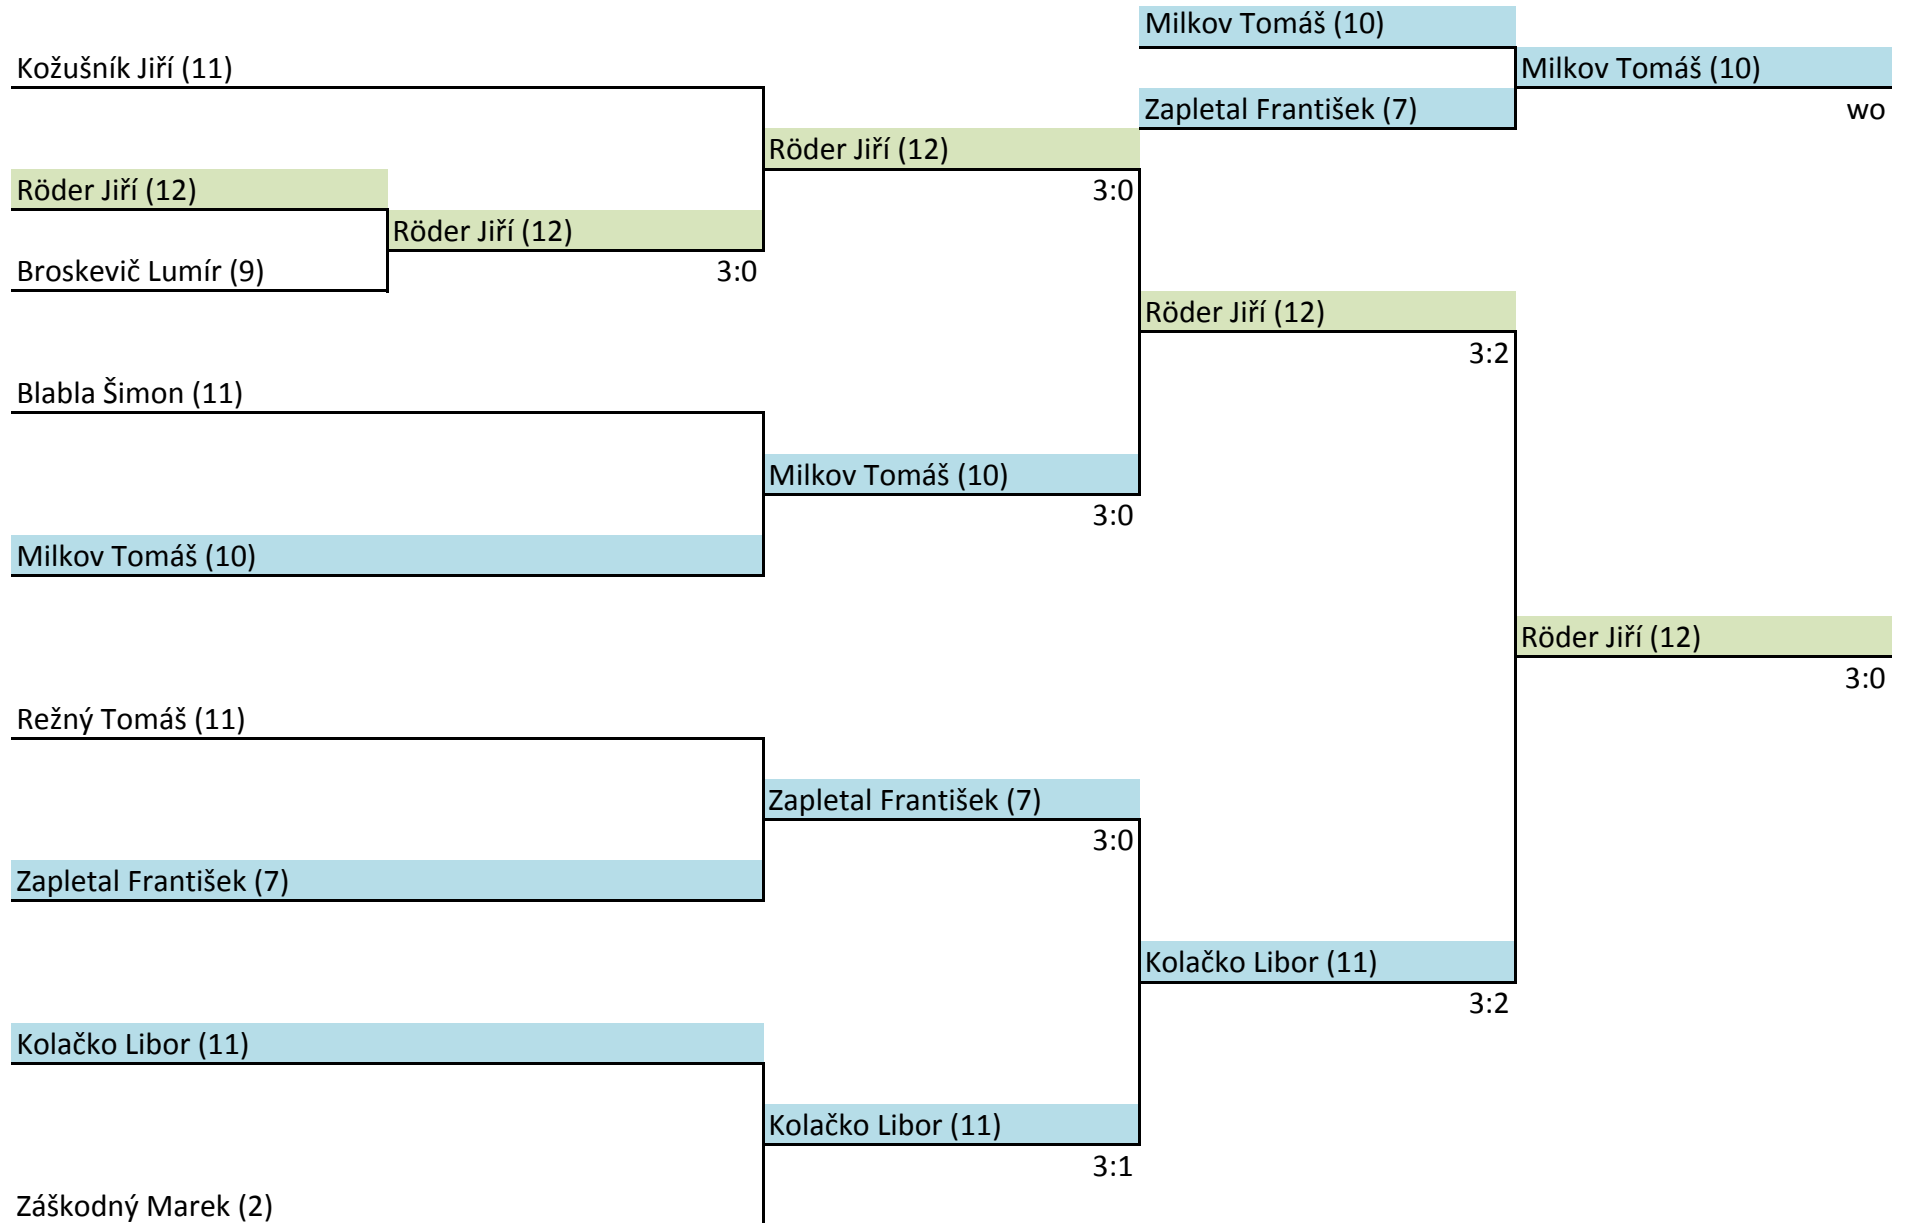 Milkov Tomáš (10)
Kožušník Jiří (11)
Milkov Tomáš (10)
Zapletal František (7)
wo
Röder Jiří (12)
3:0
Röder Jiří (12)
Röder Jiří (12)
3:0
Broskevič Lumír (9)
Röder Jiří (12)
3:2
Blabla Šimon (11)
Milkov Tomáš (10)
3:0
Milkov Tomáš (10)
Röder Jiří (12)
3:0
Režný Tomáš (11)
Zapletal František (7)
3:0
Zapletal František (7)
Kolačko Libor (11)
3:2
Kolačko Libor (11)
Kolačko Libor (11)
3:1
Záškodný Marek (2)